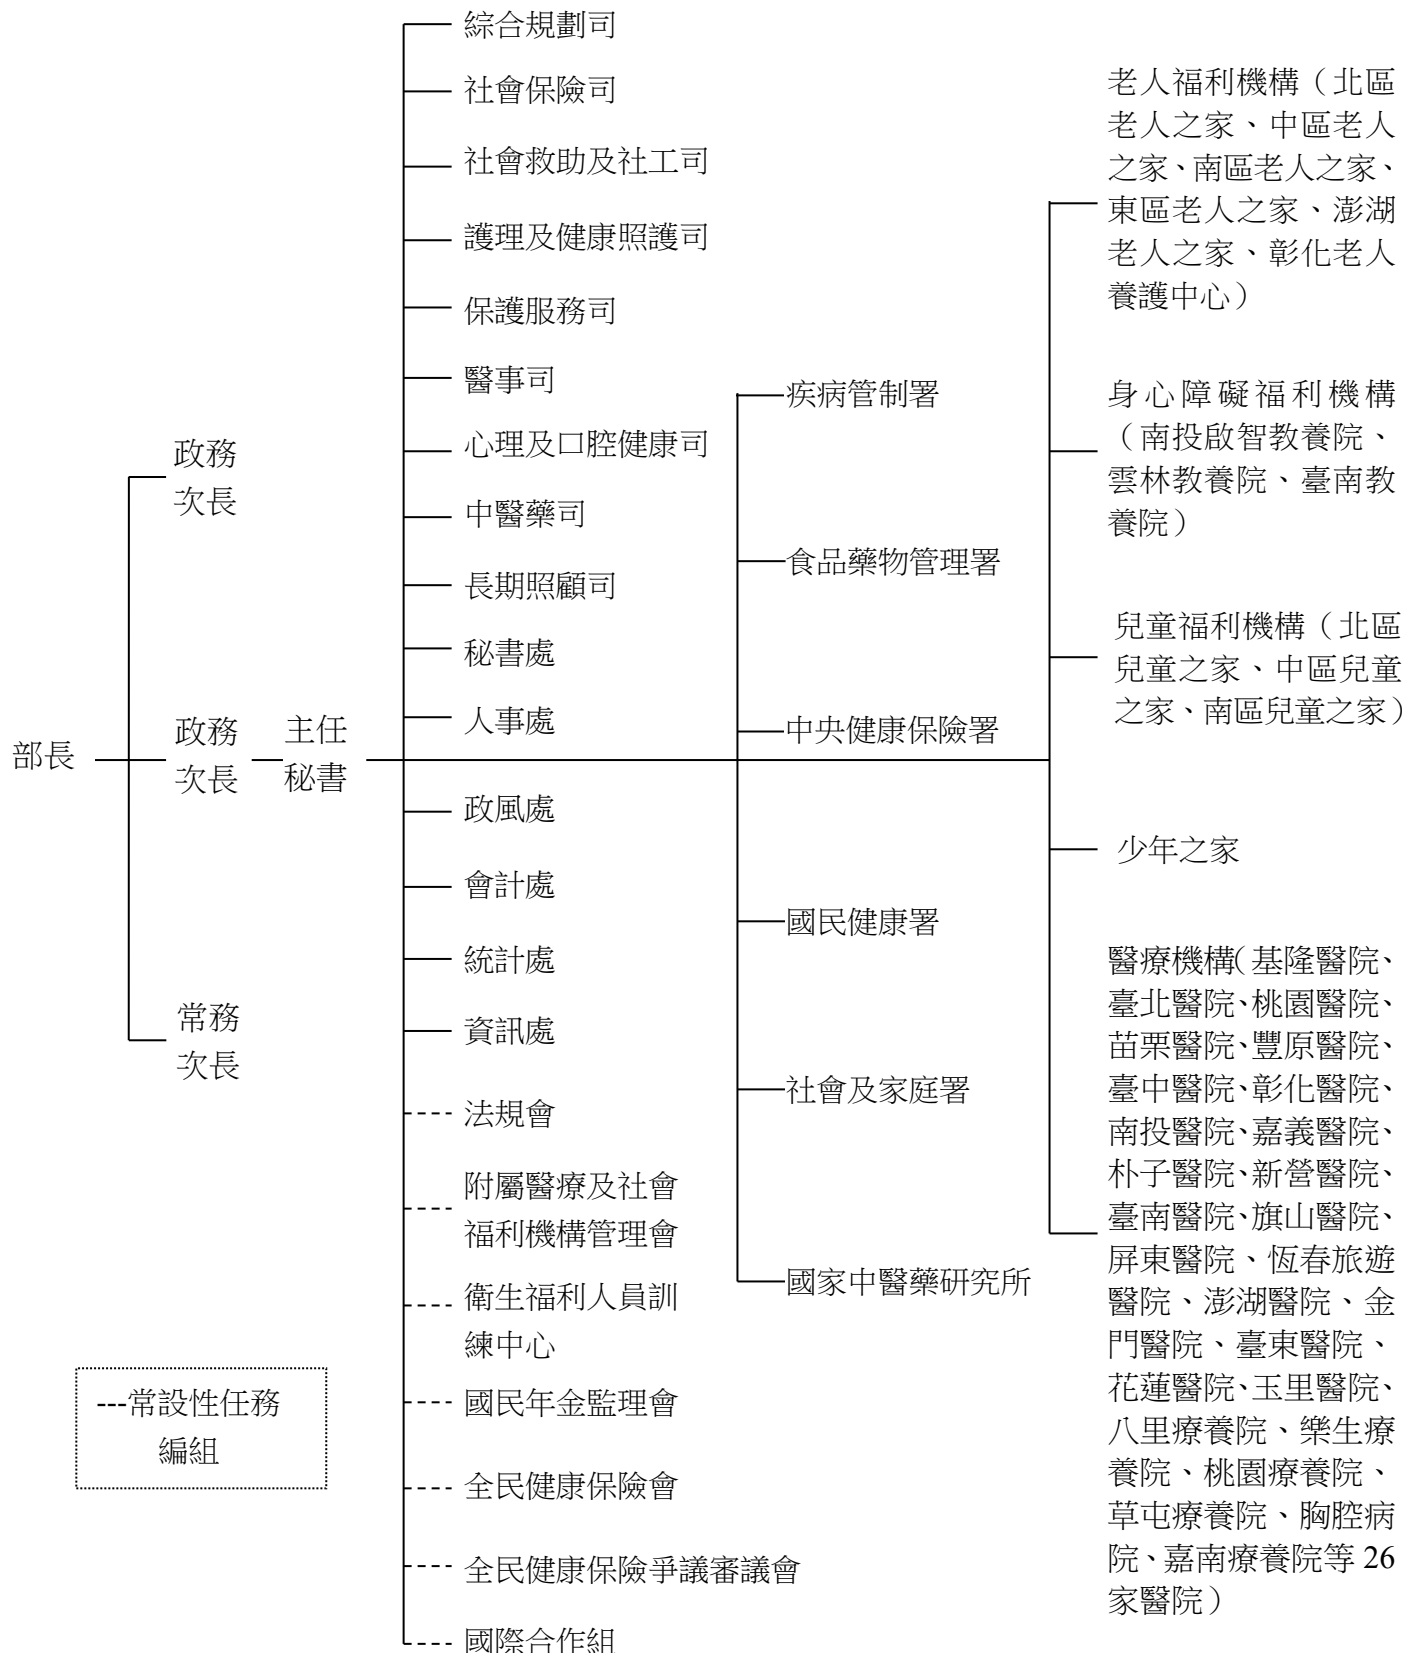 部長
政務
次長
政務
次長
常務
次長
主任
秘書
---常設性任務
編組
綜合規劃司
社會保險司
社會救助及社工司
護理及健康照護司
保護服務司
醫事司
心理及口腔健康司
中醫藥司
長期照顧司
秘書處
人事處
政風處
會計處
統計處
資訊處
法規會
附屬醫療及社會
福利機構管理會
衛生福利人員訓
練中心
國民年金監理會
全民健康保險會
全民健康保險爭議審議會
國際合作組
疾病管制署
食品藥物管理署
中央健康保險署
國民健康署
社會及家庭署
國家中醫藥研究所
老人福利機構（北區
老人之家、中區老人
之家、南區老人之家、
東區老人之家、澎湖
老人之家、彰化老人
養護中心）
身心障礙福利機構
（南投啟智教養院、
雲林教養院、臺南教
養院）
兒童福利機構（北區
兒童之家、中區兒童
之家、南區兒童之家）
少年之家
醫療機構（基隆醫院、
臺北醫院、桃園醫院、
苗栗醫院、豐原醫院、
臺中醫院、彰化醫院、
南投醫院、嘉義醫院、
朴子醫院、新營醫院、
臺南醫院、旗山醫院、
屏東醫院、恆春旅遊
醫院、澎湖醫院、金
門醫院、臺東醫院、
花蓮醫院、玉里醫院、
八里療養院、樂生療
養院、桃園療養院、
草屯療養院、胸腔病
院、嘉南療養院等 26
家醫院）